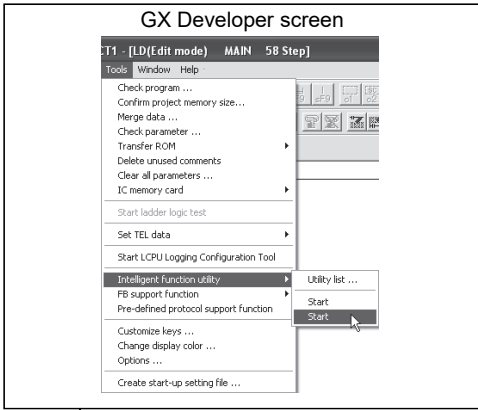 GX Developer screen
CT1 - [LD(Edit mode) MAIN 58 Step]
Tools Window Help
Check program ...
Confirm project memory size...
Merge data ...
Check parameter ...
Transfer ROM
Delete unused comments
Clear all parameters ...
IC memory card
Start ladder logic test
Set TEL data
Start LCPU Logging Configuration Tool
Intelligent function utility
Utility list ...
FB support function
Start
Pre-defined protocol support function
Start
Customize keys ...
Change display color ...
Options ...
Create start-up setting file ...